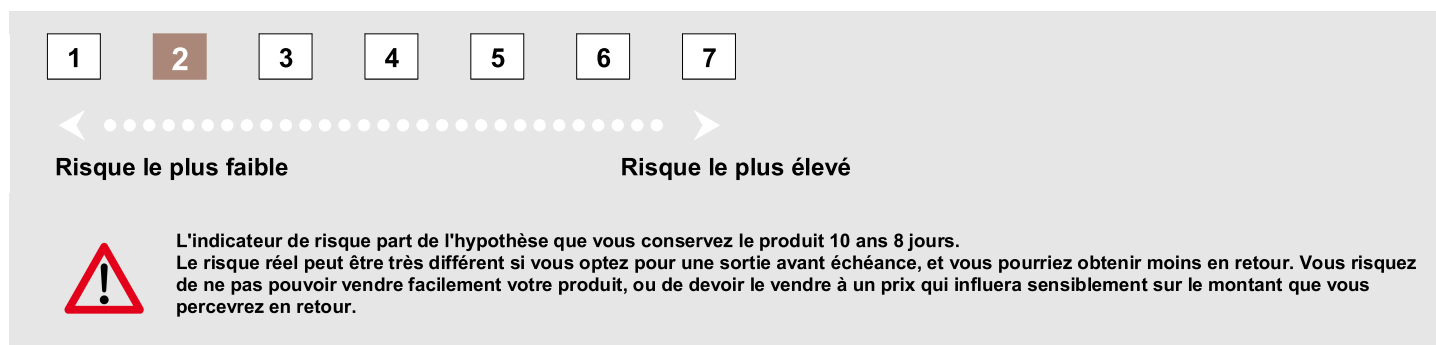 1 2 3 4 5 6 7
Risque le plus faible Risque le plus élevé
L'indicateur de risque part de l'hypothèse que vous conservez le produit 10 ans 8 jours.
Le risque réel peut être très différent si vous optez pour une sortie avant échéance, et vous pourriez obtenir moins en retour. Vous risquez
de ne pas pouvoir vendre facilement votre produit, ou de devoir le vendre à un prix qui influera sensiblement sur le montant que vous
percevrez en retour.